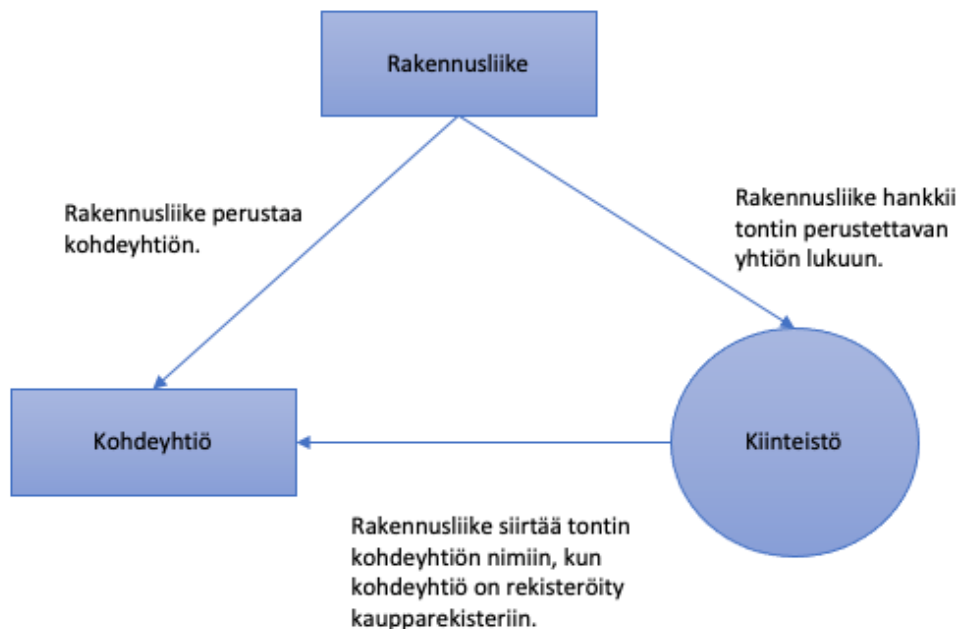 Rakennusliike
Rakennusliike perustaa
kohdeyhtiön.
Rakennusliike hankkii
tontin perustettavan
yhtiön lukuun.
Kohdeyhtiö
Kiinteistö
Rakennusliike siirtää tontin
kohdeyhtiön nimiin, kun
kohdeyhtiö on rekisteröity
kaupparekisteriin.